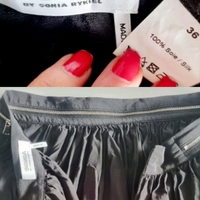 BY SONIA RYKIEL
MADE
36
100% Soie / Silk